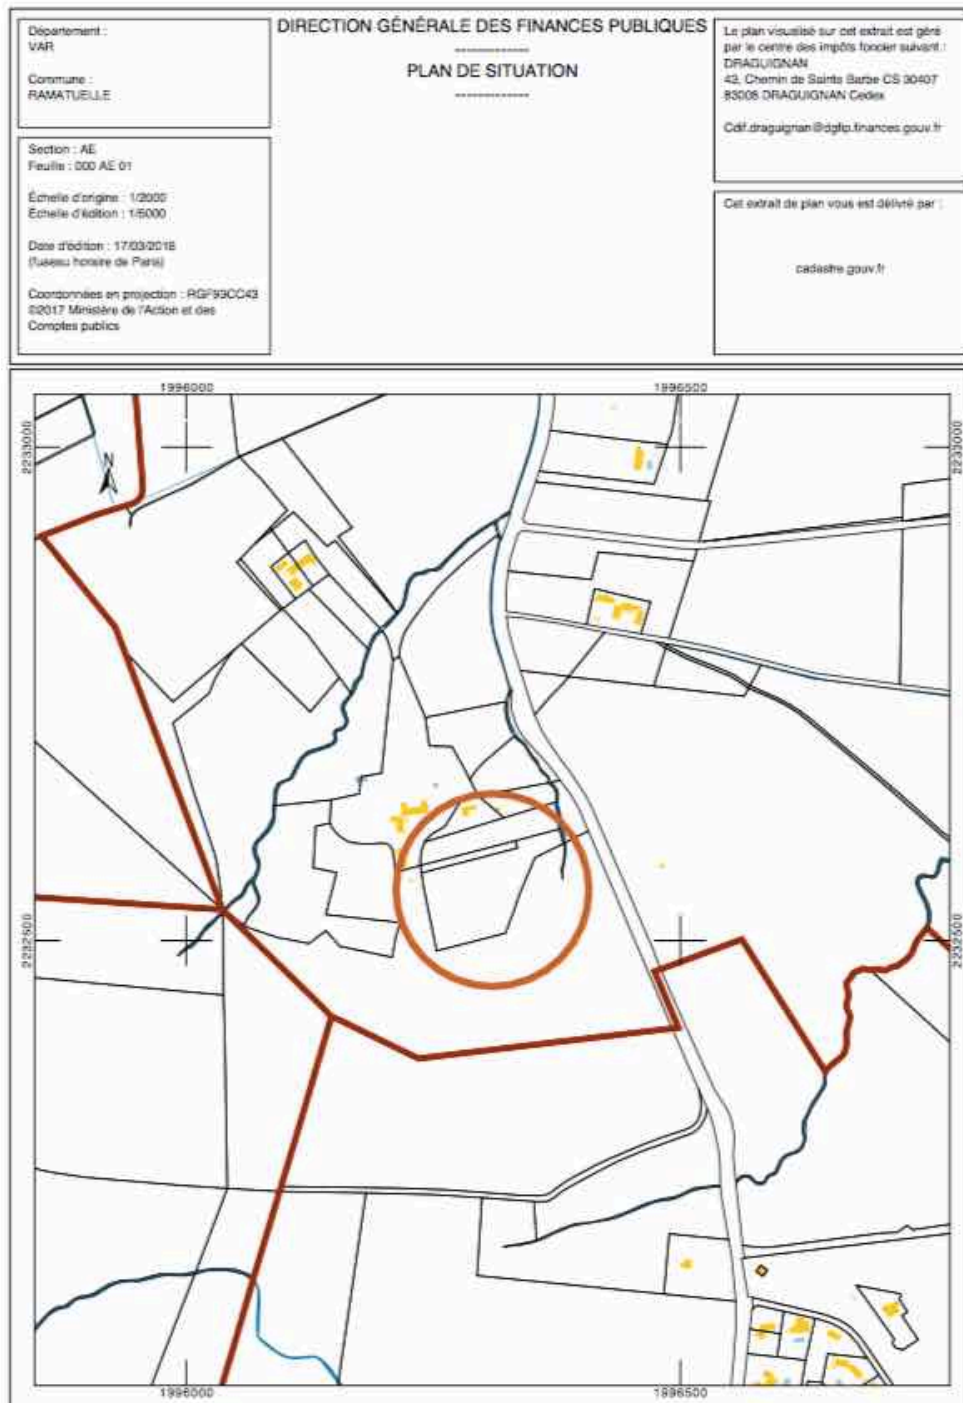 Département :
VAR
Commune :
RAMATUELLE
Section : AE
Feuille : 000 AE 01
Échelle d'origine : 1/2000
Échelle d'édition : 1/5000
Date d'édition : 17/03/2018
(fuseau horaire de Paris)
Coordonnées en projection : RGF93CC43
©2017 Ministère de l'Action et des
Comptes publics
DIRECTION GÉNÉRALE DES FINANCES PUBLIQUES
-------------
PLAN DE SITUATION
-------------
Le plan visualisé sur cet extrait est géré
par le centre des impôts foncier suivant :
DRAGUIGNAN
43, Chemin de Sainte Barbe CS 30407
83008 DRAGUIGNAN Cedex
Cdif.draguignan@dgfip.finances.gouv.fr
Cet extrait de plan vous est délivré par :
cadastre.gouv.fr
1996000
1996500
2233000
2233000
N
2232500
2232500
1996000
1996500